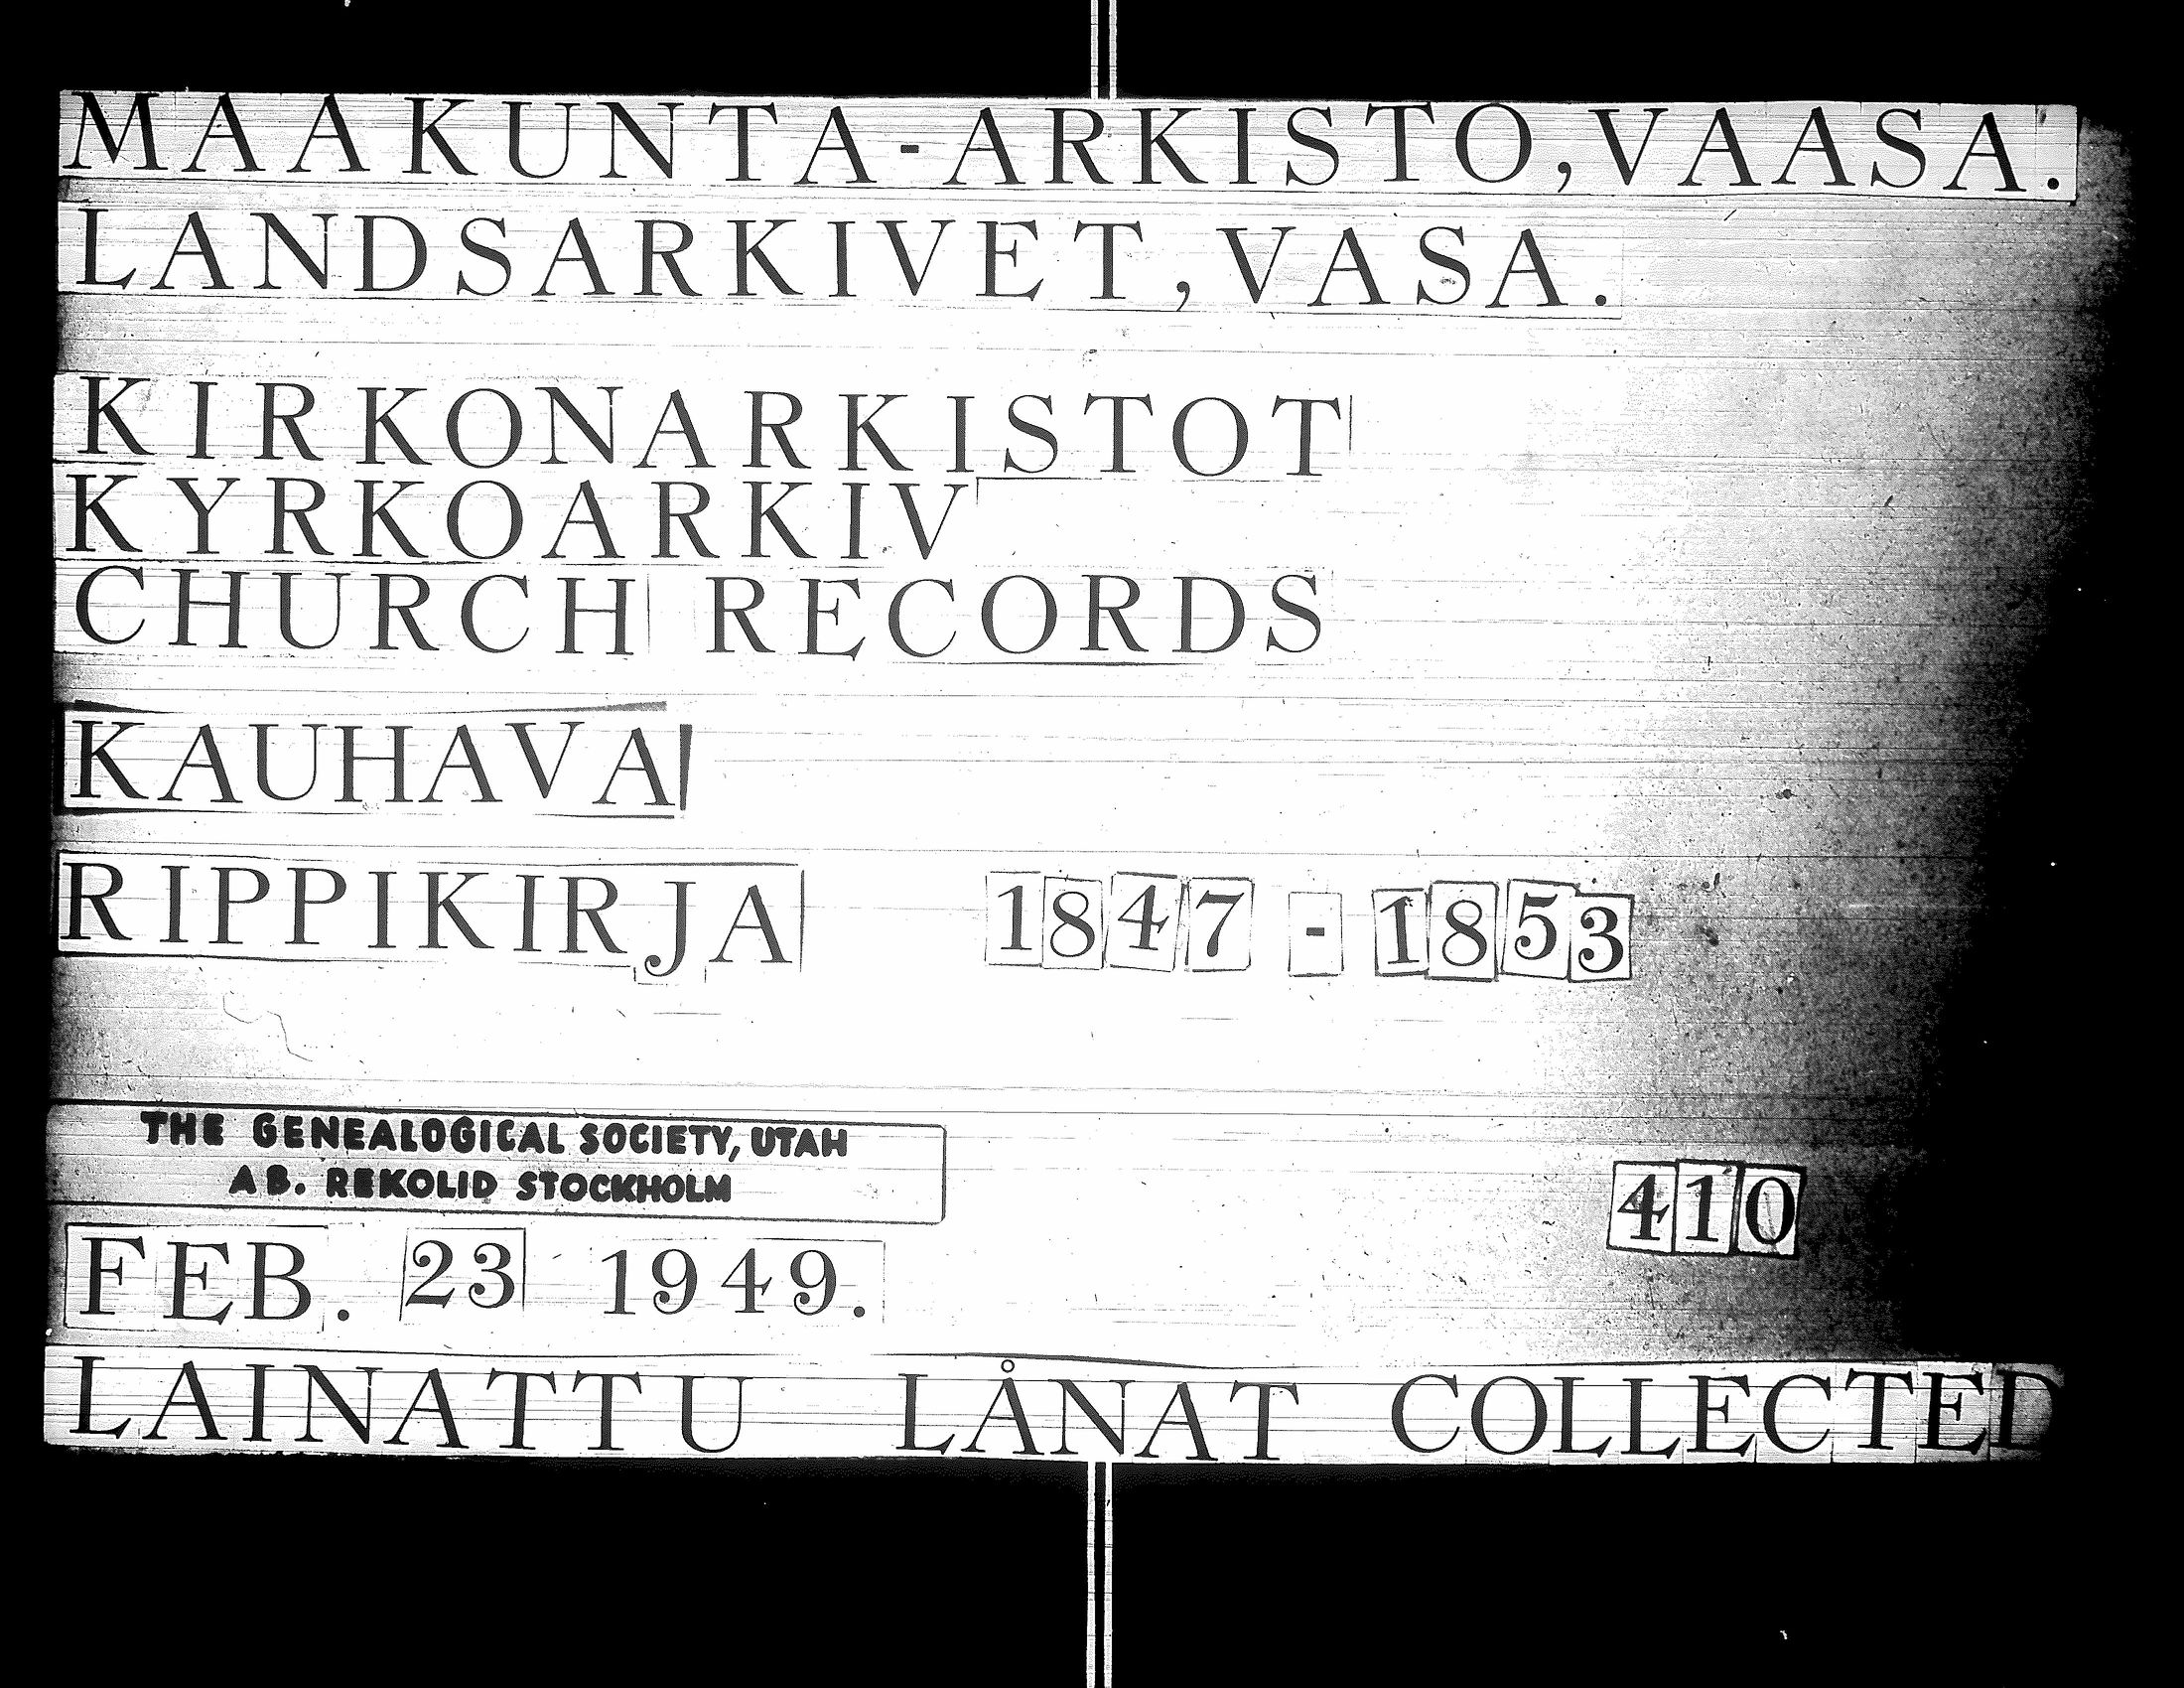 MAAKUNTA-ARKISTO, VAASA.
LANDSARKIVET, VASA.
KIRKONARKISTOT
KYRKOARKIV
CHURCH RECORDS
KAUHAVA
RIPPIKIRJA 1847 - 1853
THE GENEALOGICAL SOCIETY, UTAH
AB. REKOLID STOCKHOLM
410
FEB. 23 1949.
LAINATTU LÅNAT COLLECTED